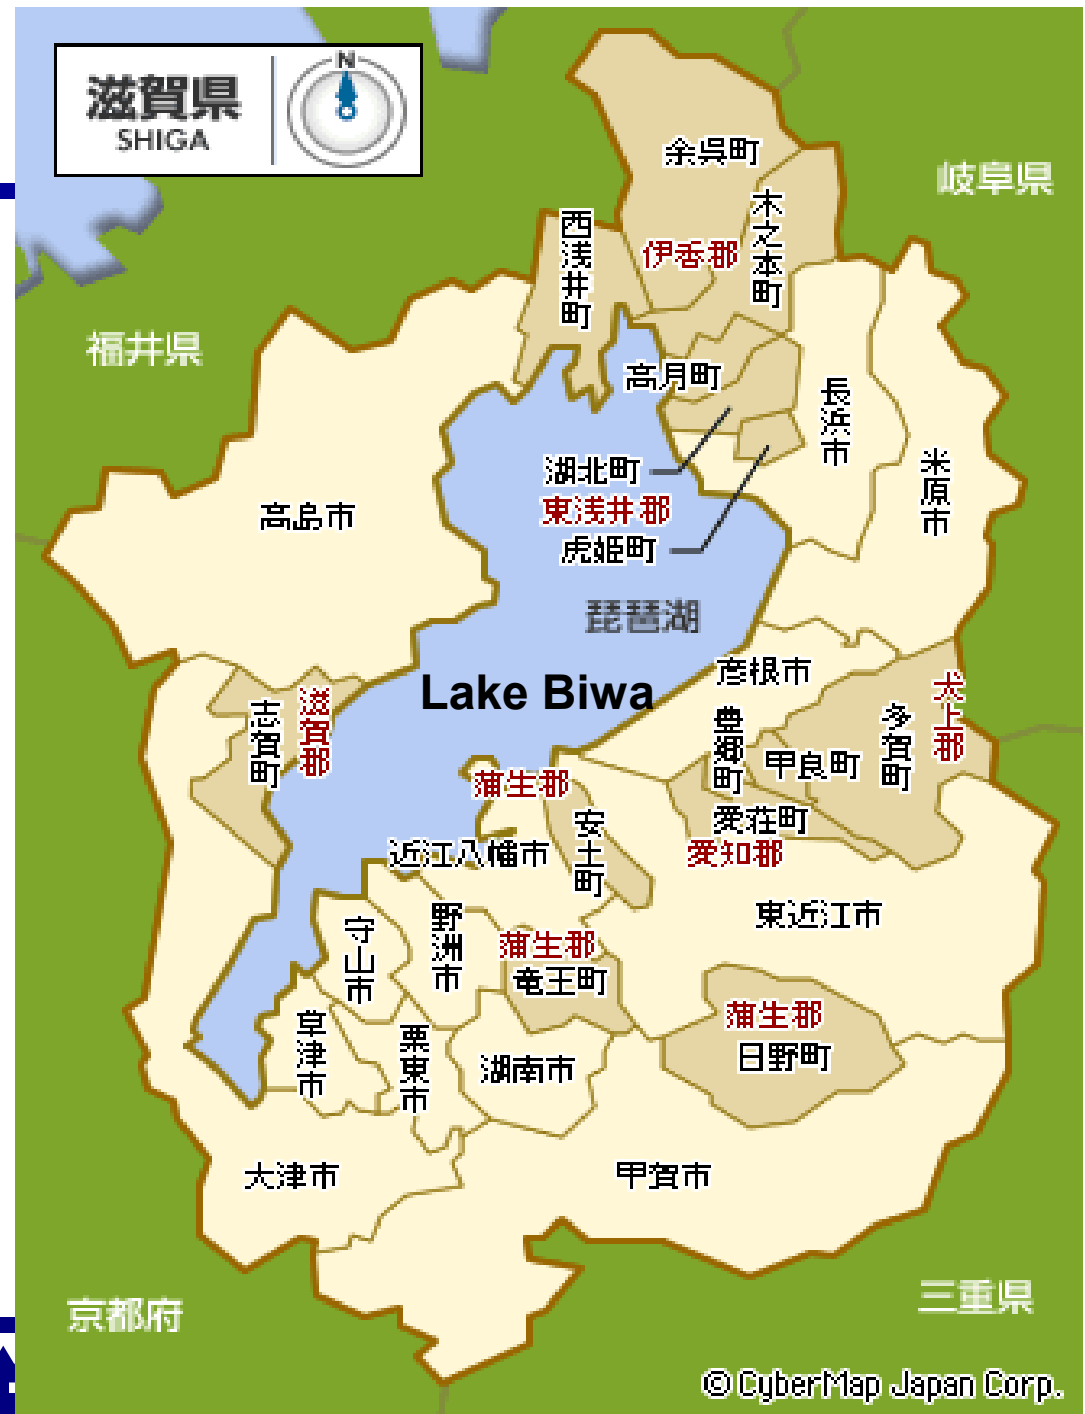 滋賀県
SHIGA
N
余呉町
岐阜県
木之本町
西浅井町
伊香郡
福井県
高月町
長浜市
湖北町
米原市
高島市
東浅井郡
虎姫町
琵琶湖
彦根市
Lake Biwa
犬上郡
滋賀郡
志賀町
豊郷町
多賀町
甲良町
蒲生郡
愛荘町
安土町
近江八幡市
愛知郡
東近江市
野洲市
守山市
蒲生郡
竜王町
蒲生郡
日野町
草津市
栗東市
湖南市
大津市
甲賀市
京都府
三重県
© CyberMap Japan Corp.